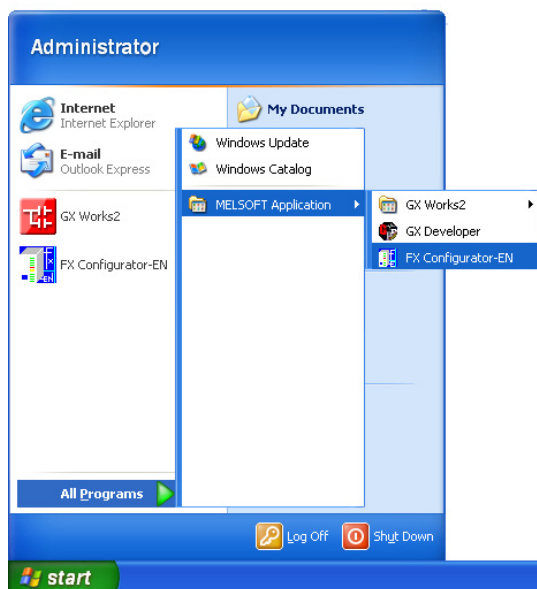 Administrator
Internet
Internet Explorer
E-mail
Outlook Express
GX Works2
FX Configurator-EN
My Documents
Windows Update
Windows Catalog
MELSOFT Application
GX Works2
GX Developer
FX Configurator-EN
All Programs
Log Off
Shut Down
start